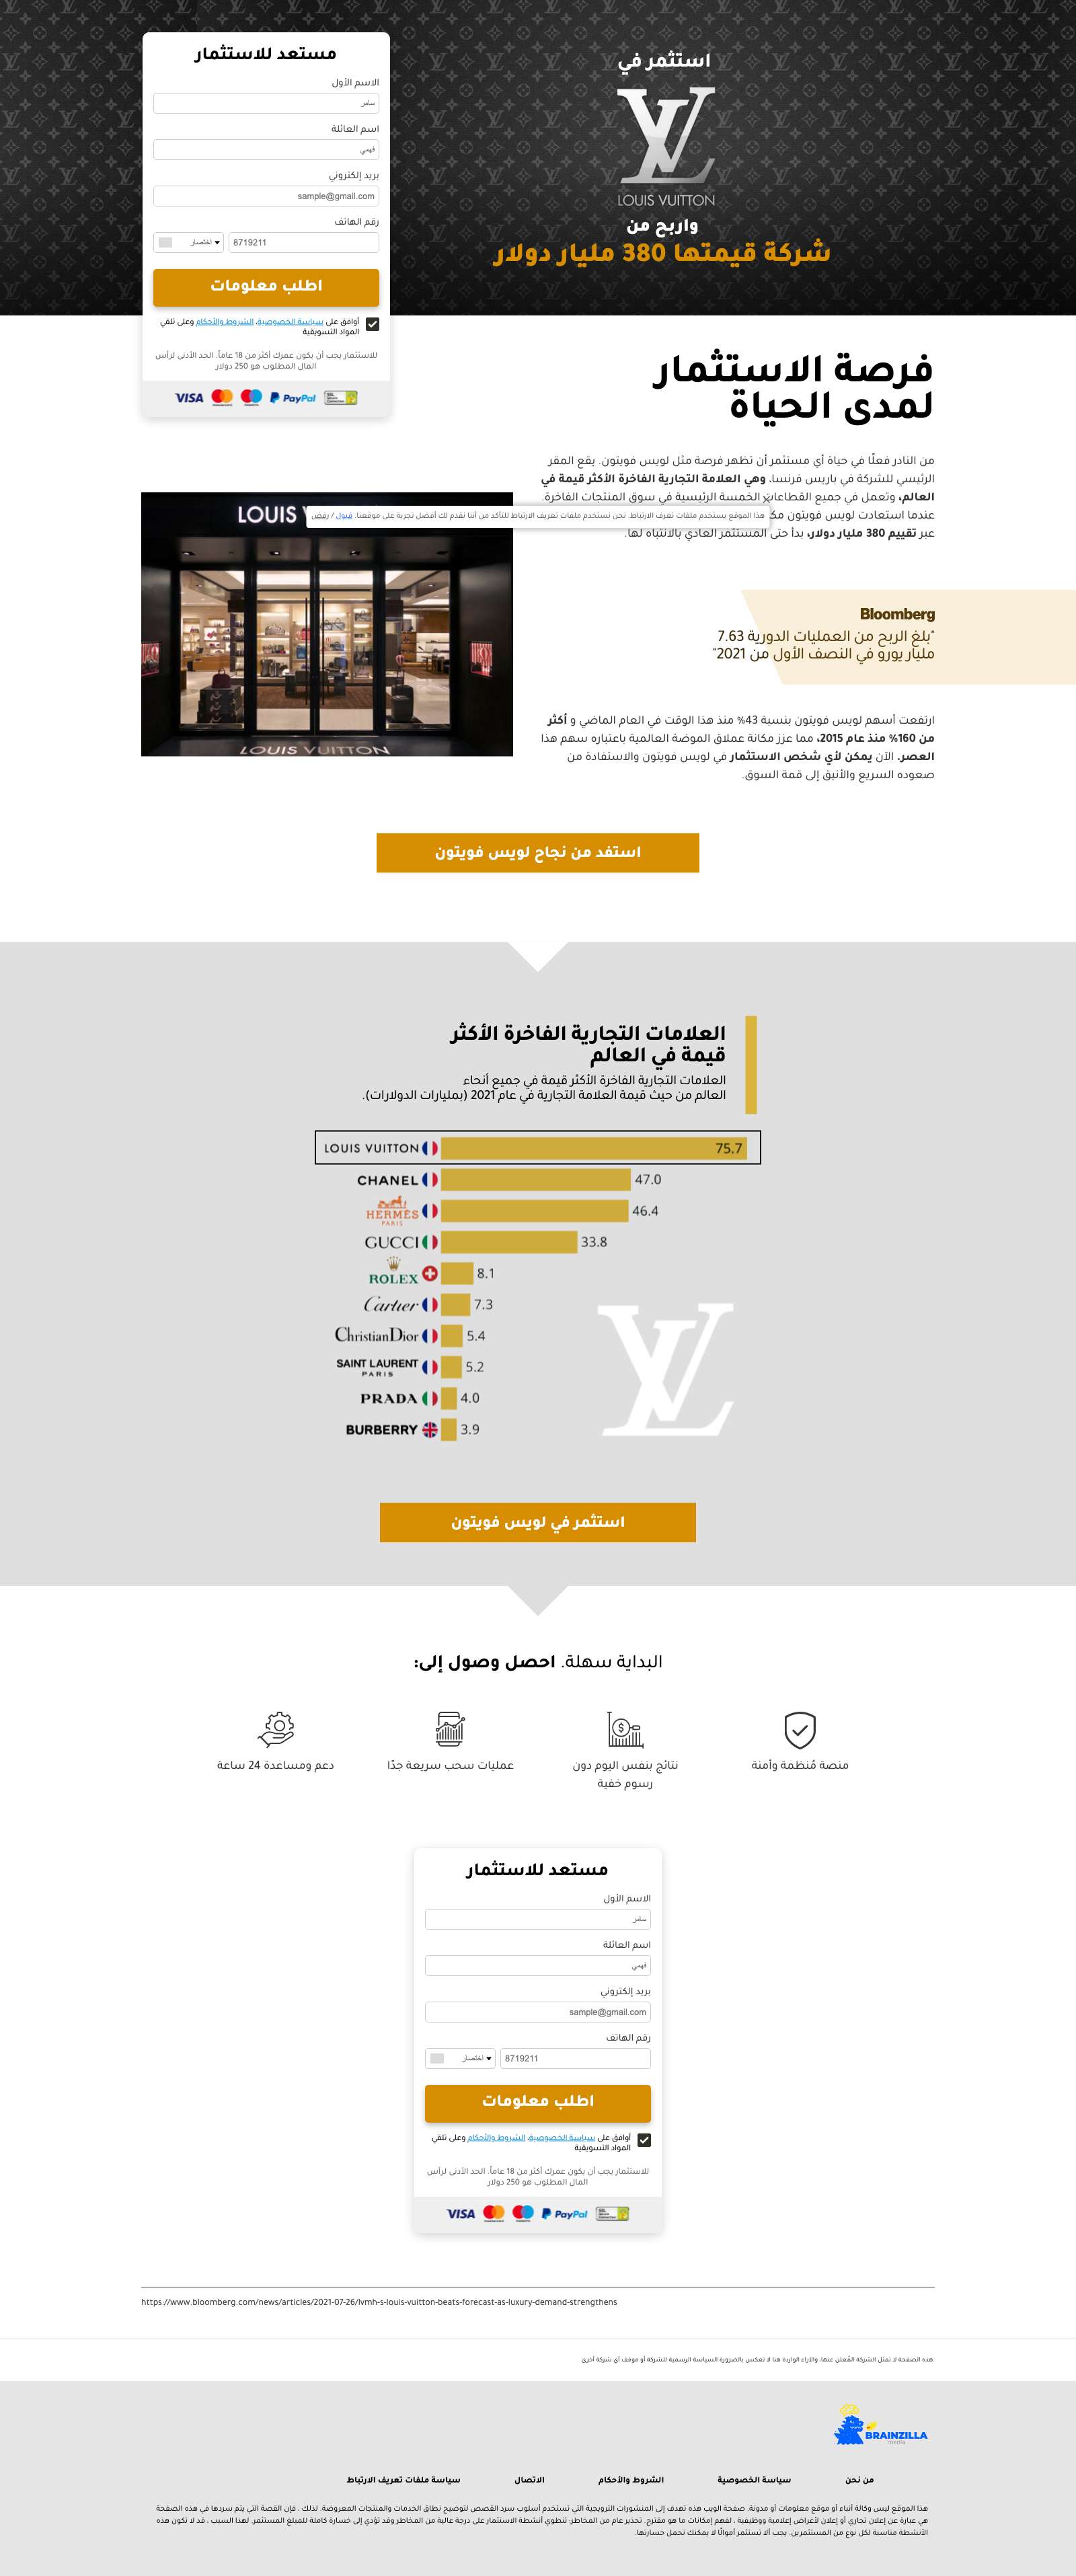 استثمر في
LOUIS VUITTON
واربح من
شركة قيمتها 380 مليار دولار
مستعد للاستثمار
الاسم الأول
سامر
اسم العائلة
فهمي
بريد إلكتروني
sample@gmail.com
رقم الهاتف
8719211
اختصار
اطلب معلومات
أوافق على سياسة الخصوصية، الشروط والأحكام وعلى تلقي
المواد التسويقية
للاستثمار يجب أن يكون عمرك أكثر من 18 عاماً. الحد الأدنى لرأس
المال المطلوب هو 250 دولار
VISA PayPal
فرصة الاستثمار
لمدى الحياة
من النادر فعلًا في حياة أي مستثمر أن تظهر فرصة مثل لويس فويتون. يقع المقر
الرئيسي للشركة في باريس فرنسا، وهي العلامة التجارية الفاخرة الأكثر قيمة في
العالم، وتعمل في جميع القطاعات الخمسة الرئيسية في سوق المنتجات الفاخرة.
عندما استعادت لويس فويتون
هذا الموقع يستخدم ملفات تعرف الارتباط. نحن نستخدم ملفات تعريف الارتباط للتأكد من أننا نقدم لك أفضل تجربة على موقعنا. قبول / رفض
عبر تقييم 380 مليار دولار، بدأ حتى المستثمر العادي بالانتباه لها.
LOUIS V
LOUIS VUITTON
Bloomberg
"بلغ الربح من العمليات الدورية 7.63
مليار يورو في النصف الأول من 2021"
ارتفعت أسهم لويس فويتون بنسبة 43% منذ هذا الوقت في العام الماضي و أكثر
من 160% منذ عام 2015، مما عزز مكانة عملاق الموضة العالمية باعتباره سهم هذا
العصر. الآن يمكن لأي شخص الاستثمار في لويس فويتون والاستفادة من
صعوده السريع والأنيق إلى قمة السوق.
استفد من نجاح لويس فويتون
العلامات التجارية الفاخرة الأكثر
قيمة في العالم
العلامات التجارية الفاخرة الأكثر قيمة في جميع أنحاء
العالم من حيث قيمة العلامة التجارية في عام 2021 (بمليارات الدولارات).
LOUIS VUITTON 75.7
CHANEL 47.0
HERMÈS PARIS 46.4
GUCCI 33.8
ROLEX 8.1
Cartier 7.3
Christian Dior 5.4
SAINT LAURENT PARIS 5.2
PRADA 4.0
BURBERRY 3.9
استثمر في لويس فويتون
البداية سهلة. احصل وصول إلى:
منصة مُنظمة وأمنة
نتائج بنفس اليوم دون
رسوم خفية
عمليات سحب سريعة جدًا
دعم ومساعدة 24 ساعة
مستعد للاستثمار
الاسم الأول
سامر
اسم العائلة
فهمي
بريد إلكتروني
sample@gmail.com
رقم الهاتف
8719211
اختصار
اطلب معلومات
أوافق على سياسة الخصوصية، الشروط والأحكام وعلى تلقي
المواد التسويقية
للاستثمار يجب أن يكون عمرك أكثر من 18 عاماً. الحد الأدنى لرأس
المال المطلوب هو 250 دولار
VISA PayPal
https://www.bloomberg.com/news/articles/2021-07-26/lvmh-s-louis-vuitton-beats-forecast-as-luxury-demand-strengthens
هذه الصفحة لا تمثل الشركة المُعلن عنها، والآراء الواردة هنا لا تعكس بالضرورة السياسة الرسمية للشركة أو موقف أي شركة أخرى
BRAINZILLA
media
من نحن
سياسة الخصوصية
الشروط والأحكام
الاتصال
سياسة ملفات تعريف الارتباط
هذا الموقع ليس وكالة أنباء أو موقع معلومات أو مدونة. صفحة الويب هذه تهدف إلى المنشورات الترويجية التي تستخدم أسلوب سرد القصص لتوضيح نطاق الخدمات والمنتجات المعروضة. لذلك ، فإن القصة التي يتم سردها في هذه الصفحة
هي عبارة عن إعلان تجاري أو إعلان لأغراض إعلامية ووظيفية ، لفهم إمكانات ما هو مقترح. تحذير عام من المخاطر: تنطوي أنشطة الاستثمار على درجة عالية من المخاطر وقد تؤدي إلى خسارة كاملة للمبلغ المستثمر. لهذا السبب ، قد لا تكون هذه
الأنشطة مناسبة لكل نوع من المستثمرين. يجب ألا تستثمر أموالًا لا يمكنك تحمل خسارتها.